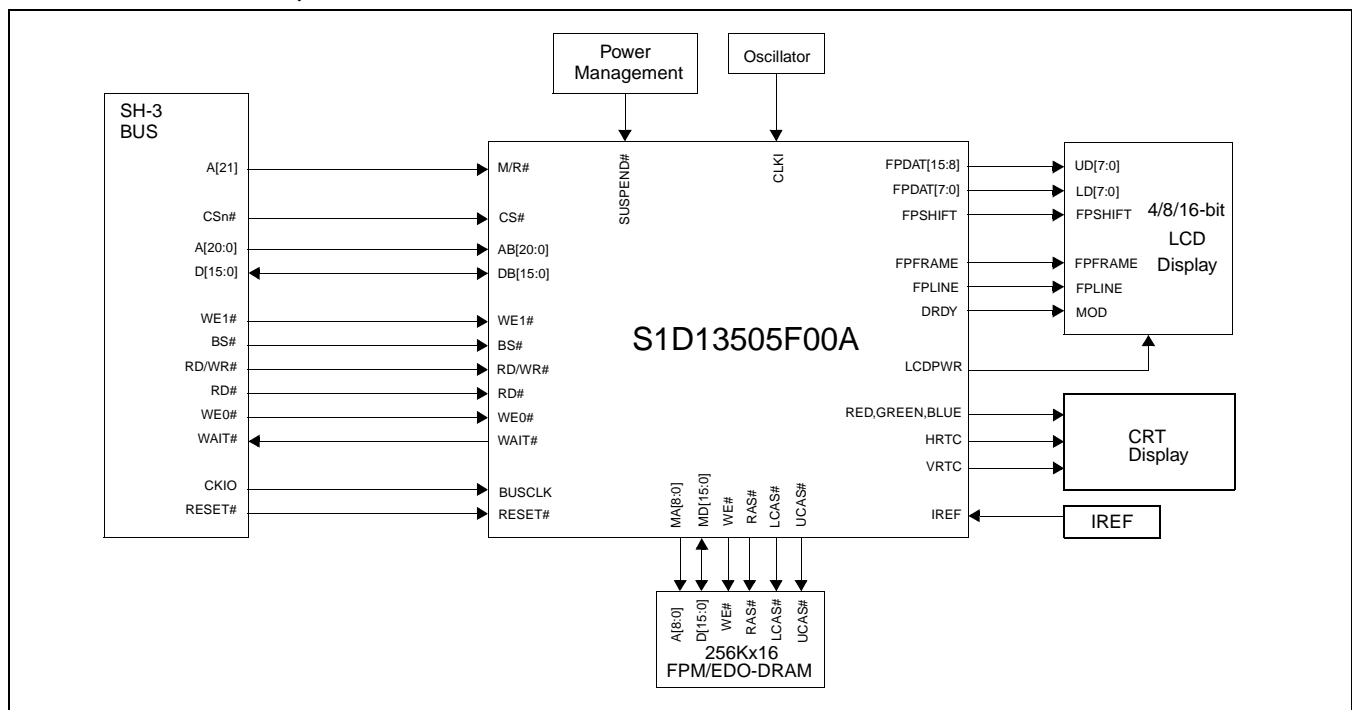 Power
Management
Oscillator
SH-3
BUS
A[21]
CSn#
A[20:0]
D[15:0]
WE1#
BS#
RD/WR#
RD#
WE0#
WAIT#
CKIO
RESET#
M/R#
CS#
AB[20:0]
DB[15:0]
WE1#
BS#
RD/WR#
RD#
WE0#
WAIT#
BUSCLK
RESET#
SUSPEND#
CLKI
S1D13505F00A
FPDAT[15:8]
FPDAT[7:0]
FPSHIFT
FPFRAME
FPLINE
DRDY
LCDPWR
RED,GREEN,BLUE
HRTC
VRTC
IREF
UD[7:0]
LD[7:0]
FPSHIFT
FPFRAME
FPLINE
MOD
4/8/16-bit
LCD
Display
CRT
Display
IREF
MA[8:0]
MD[15:0]
WE#
RAS#
LCAS#
UCAS#
A[8:0]
D[15:0]
WE#
RAS#
LCAS#
UCAS#
256Kx16
FPM/EDO-DRAM